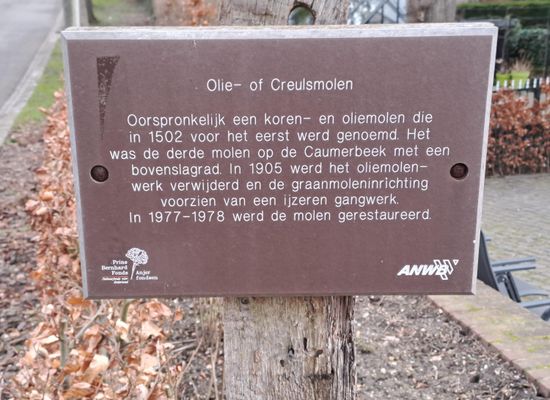 Olie- of Creulsmolen
Oorspronkelijk een koren- en oliemolen die
in 1502 voor het eerst werd genoemd. Het
was de derde molen op de Caumerbeek met een
bovenslagrad. In 1905 werd het oliemolen-
werk verwijderd en de graanmoleninrichting
voorzien van een ijzeren gangwerk.
In 1977-1978 werd de molen gerestaureerd.
Prins
Bernhard
Fonds
Anjer
fondsen
ANWB